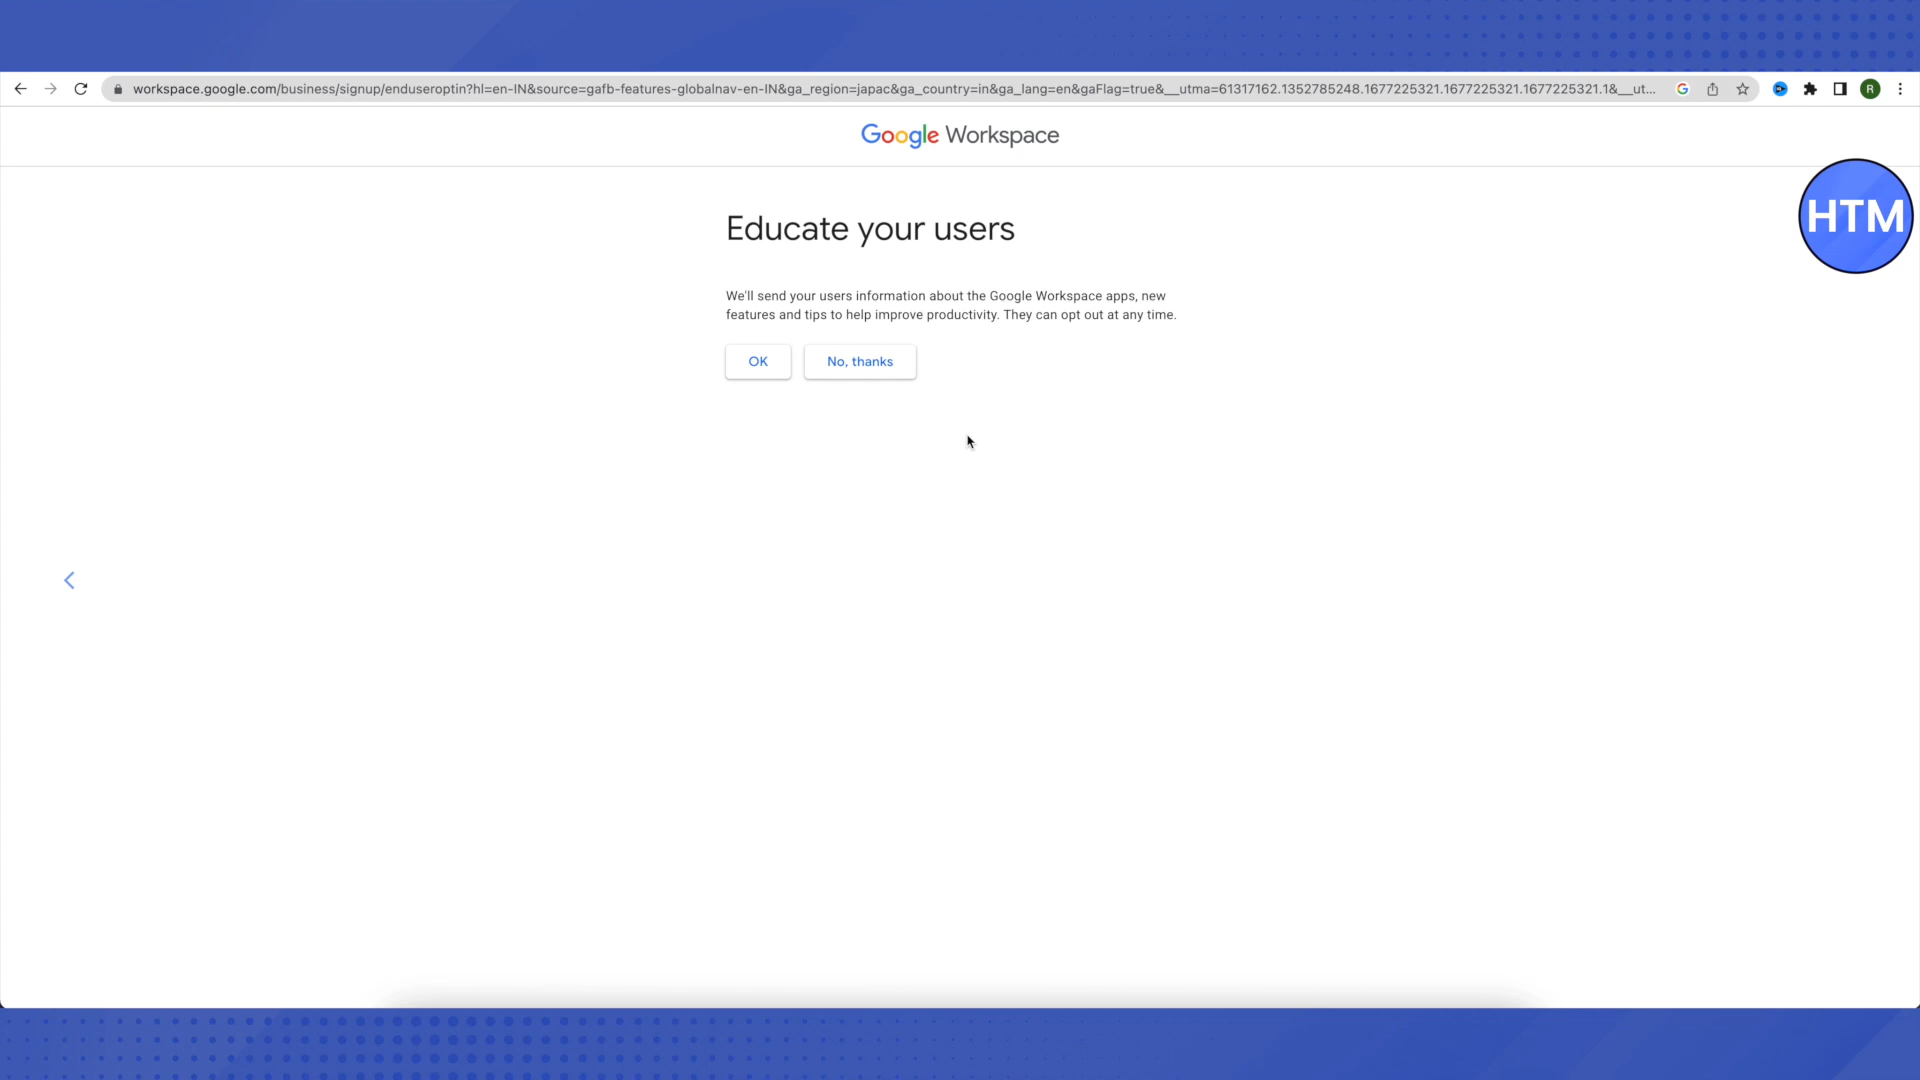 workspace.google.com/business/signup/enduseroptin?hl=en-IN&source=gafb-features-globalnav-en-IN&ga_region=japac&ga_country=in&ga_lang=en&gaFlag=true&__utma=61317162.1352785248.1677225321.1677225321.1677225321.1&__ut...
R
Google Workspace
HTM
Educate your users
We'll send your users information about the Google Workspace apps, new
features and tips to help improve productivity. They can opt out at any time.
OK
No, thanks